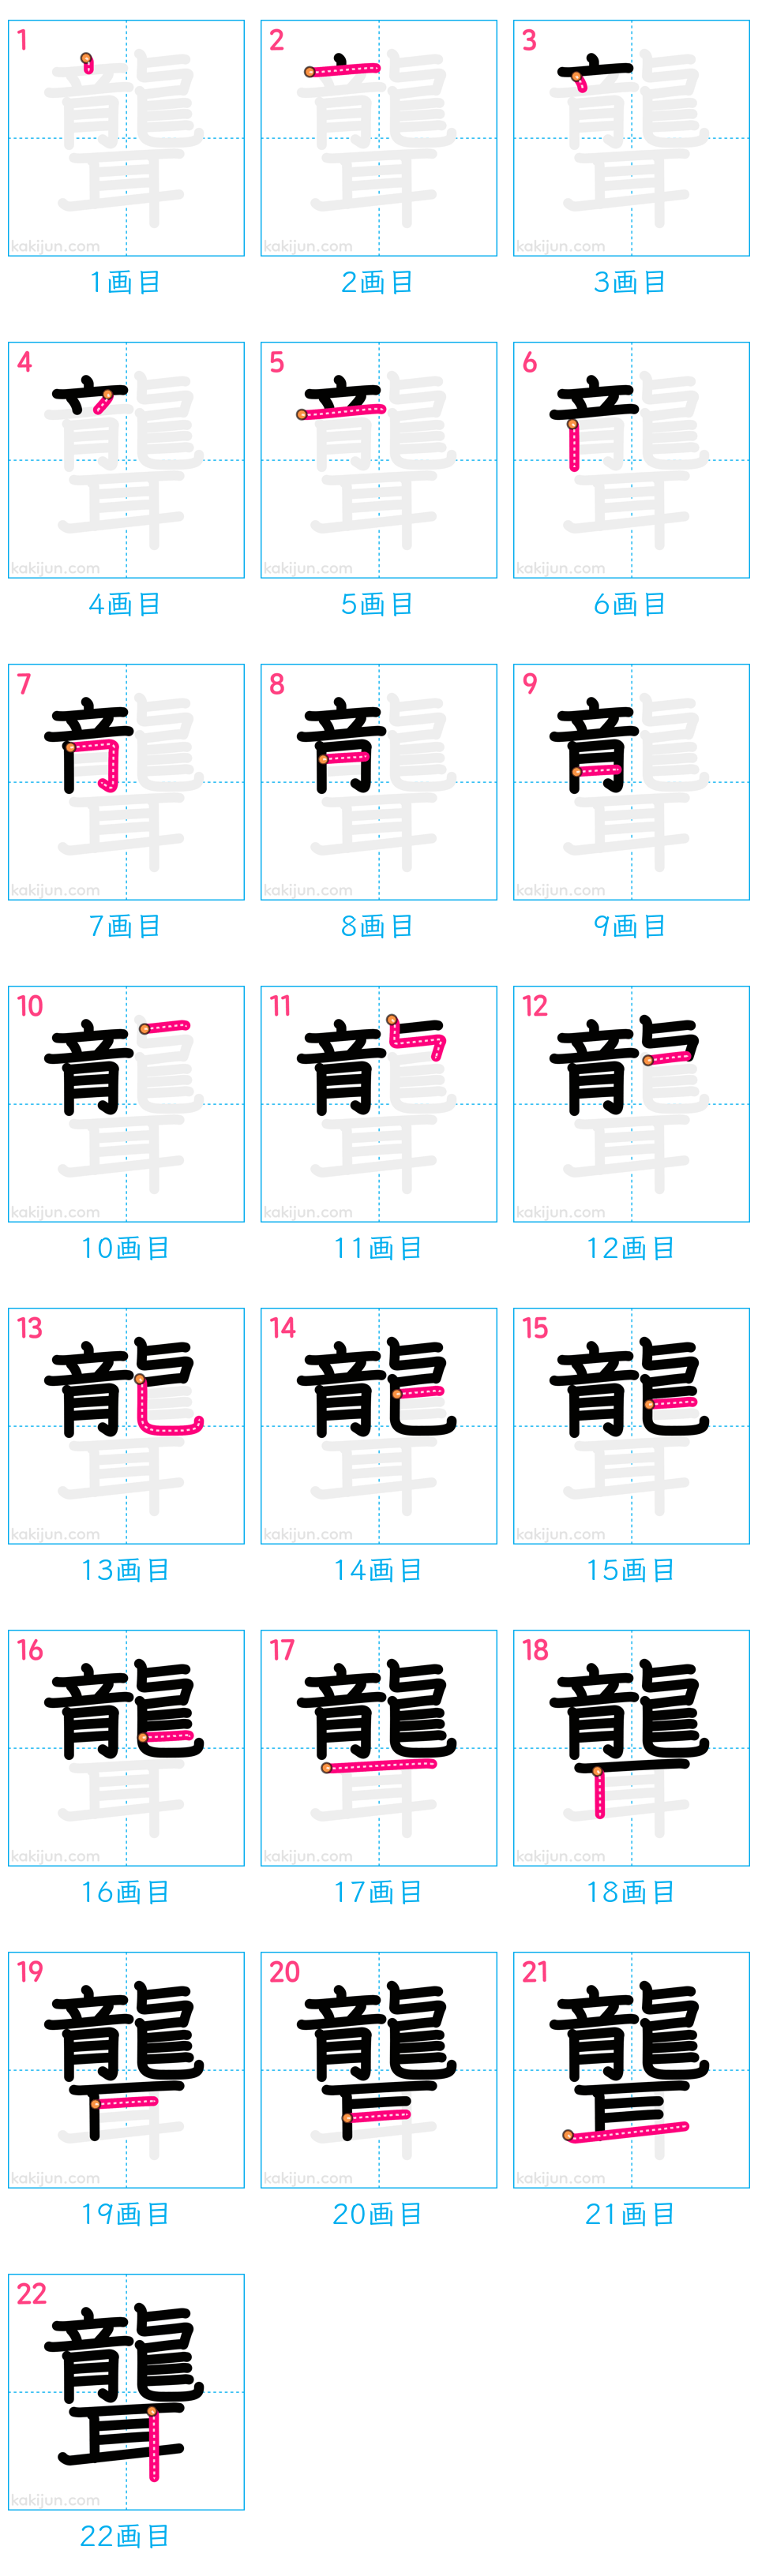 1 2 3
kakijun.com kakijun.com kakijun.com
1画目 2画目 3画目
4 5 6
kakijun.com kakijun.com kakijun.com
4画目 5画目 6画目
7 8 9
kakijun.com kakijun.com kakijun.com
7画目 8画目 9画目
10 11 12
kakijun.com kakijun.com kakijun.com
10画目 11画目 12画目
13 14 15
kakijun.com kakijun.com kakijun.com
13画目 14画目 15画目
16 17 18
kakijun.com kakijun.com kakijun.com
16画目 17画目 18画目
19 20 21
kakijun.com kakijun.com kakijun.com
19画目 20画目 21画目
22
聾
kakijun.com
22画目